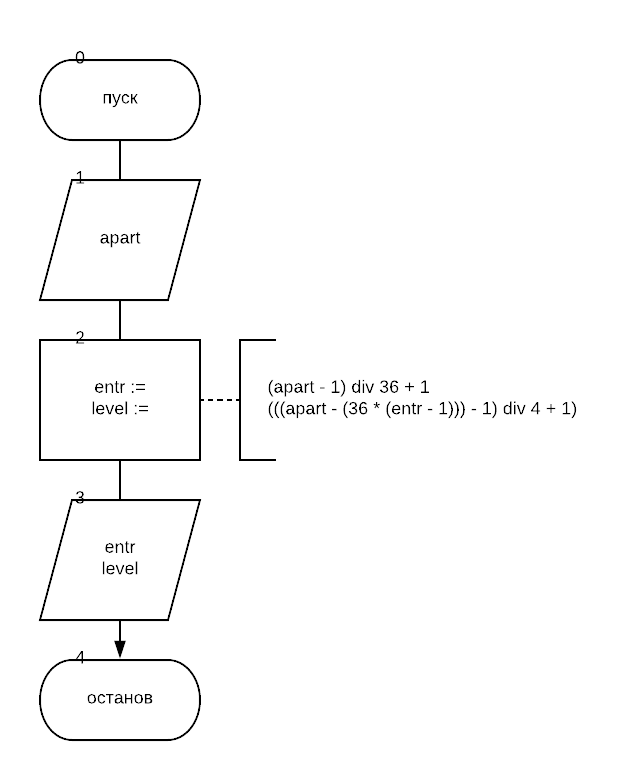 0
пуск
1
apart
2
entr :=
level :=
(apart - 1) div 36 + 1
(((apart - (36 * (entr - 1))) - 1) div 4 + 1)
3
entr
level
4
останов